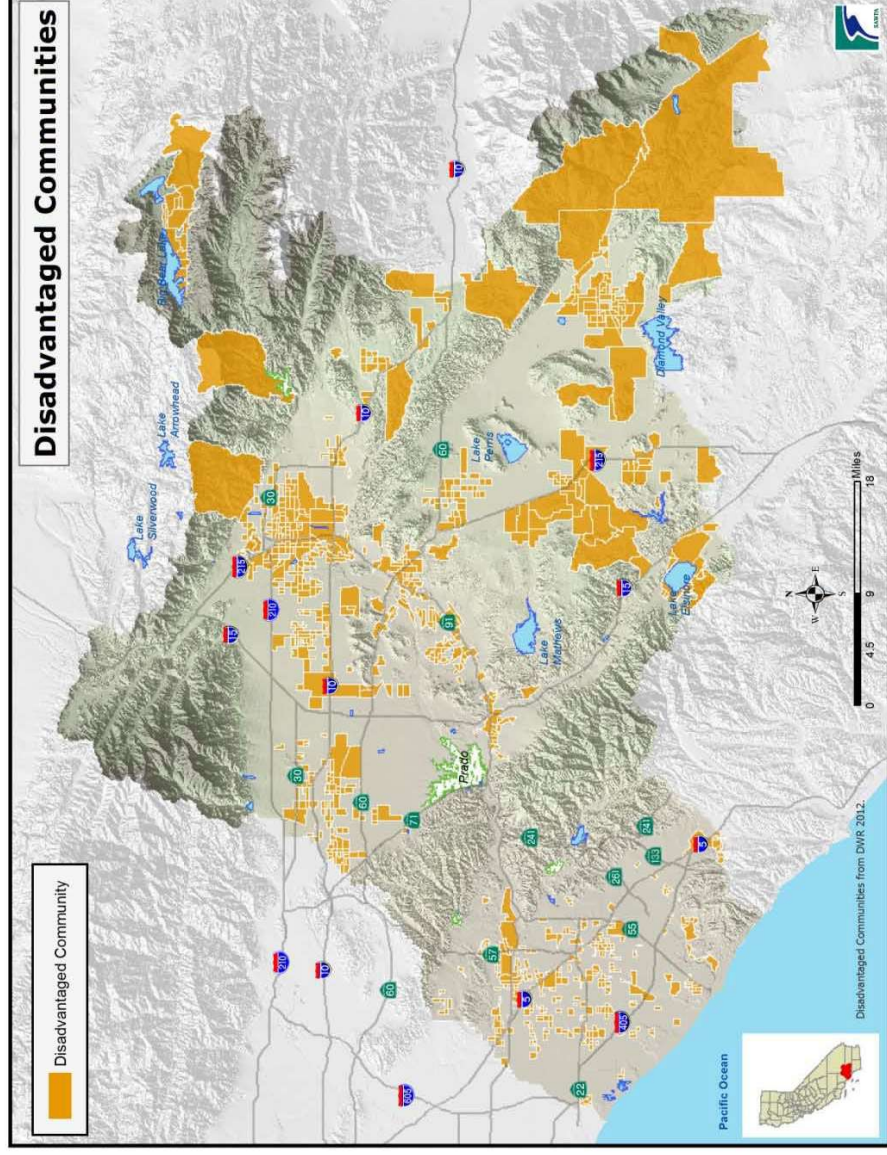 Disadvantaged Communities
Disadvantaged Community
Big Bear Lake
Lake
Arrowhead
Lake
Silverwood
215
210
15
30
10
10
60
Lake
Perris
Diamond Valley
215
15
Lake
Elsinore
Lake
Mathews
91
10
30
60
71
Prado
241
241
133
261
5
55
57
5
405
22
210
10
60
605
N
W
E
S
0
4.5
9
18
Miles
Pacific Ocean
Disadvantaged Communities from DWR 2012.
SAWPA